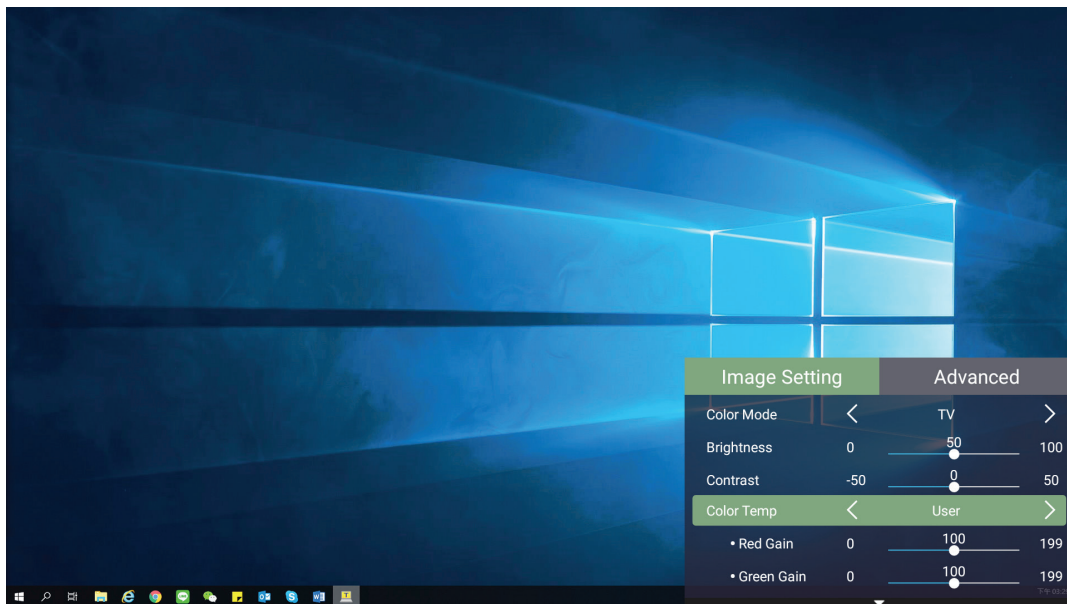 Image Setting Advanced
Color Mode TV
Brightness 0 50 100
Contrast -50 0 50
Color Temp User
• Red Gain 0 100 199
• Green Gain 0 100 199